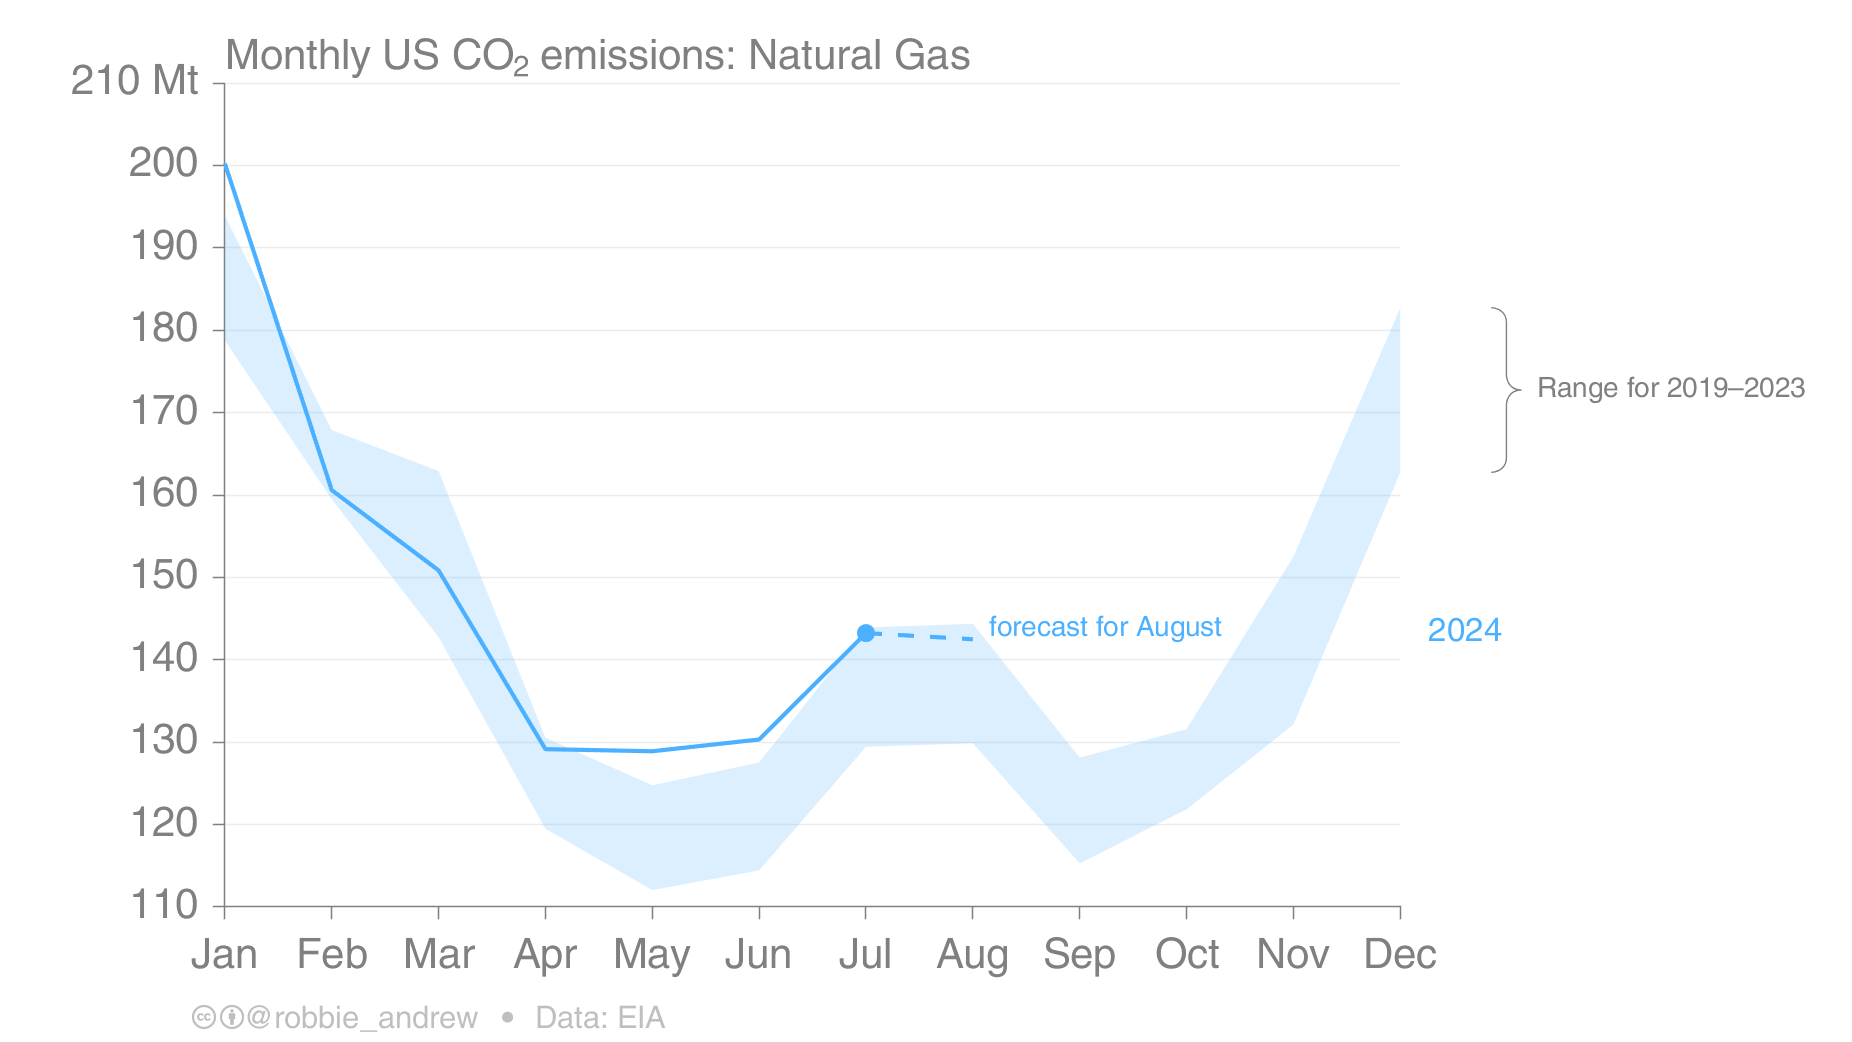 Monthly US CO₂ emissions: Natural Gas
210 Mt
200
190
180
170
160
150
140
130
120
110
Jan Feb Mar Apr May Jun Jul Aug Sep Oct Nov Dec
forecast for August
2024
Range for 2019–2023
cc @robbie_andrew • Data: EIA